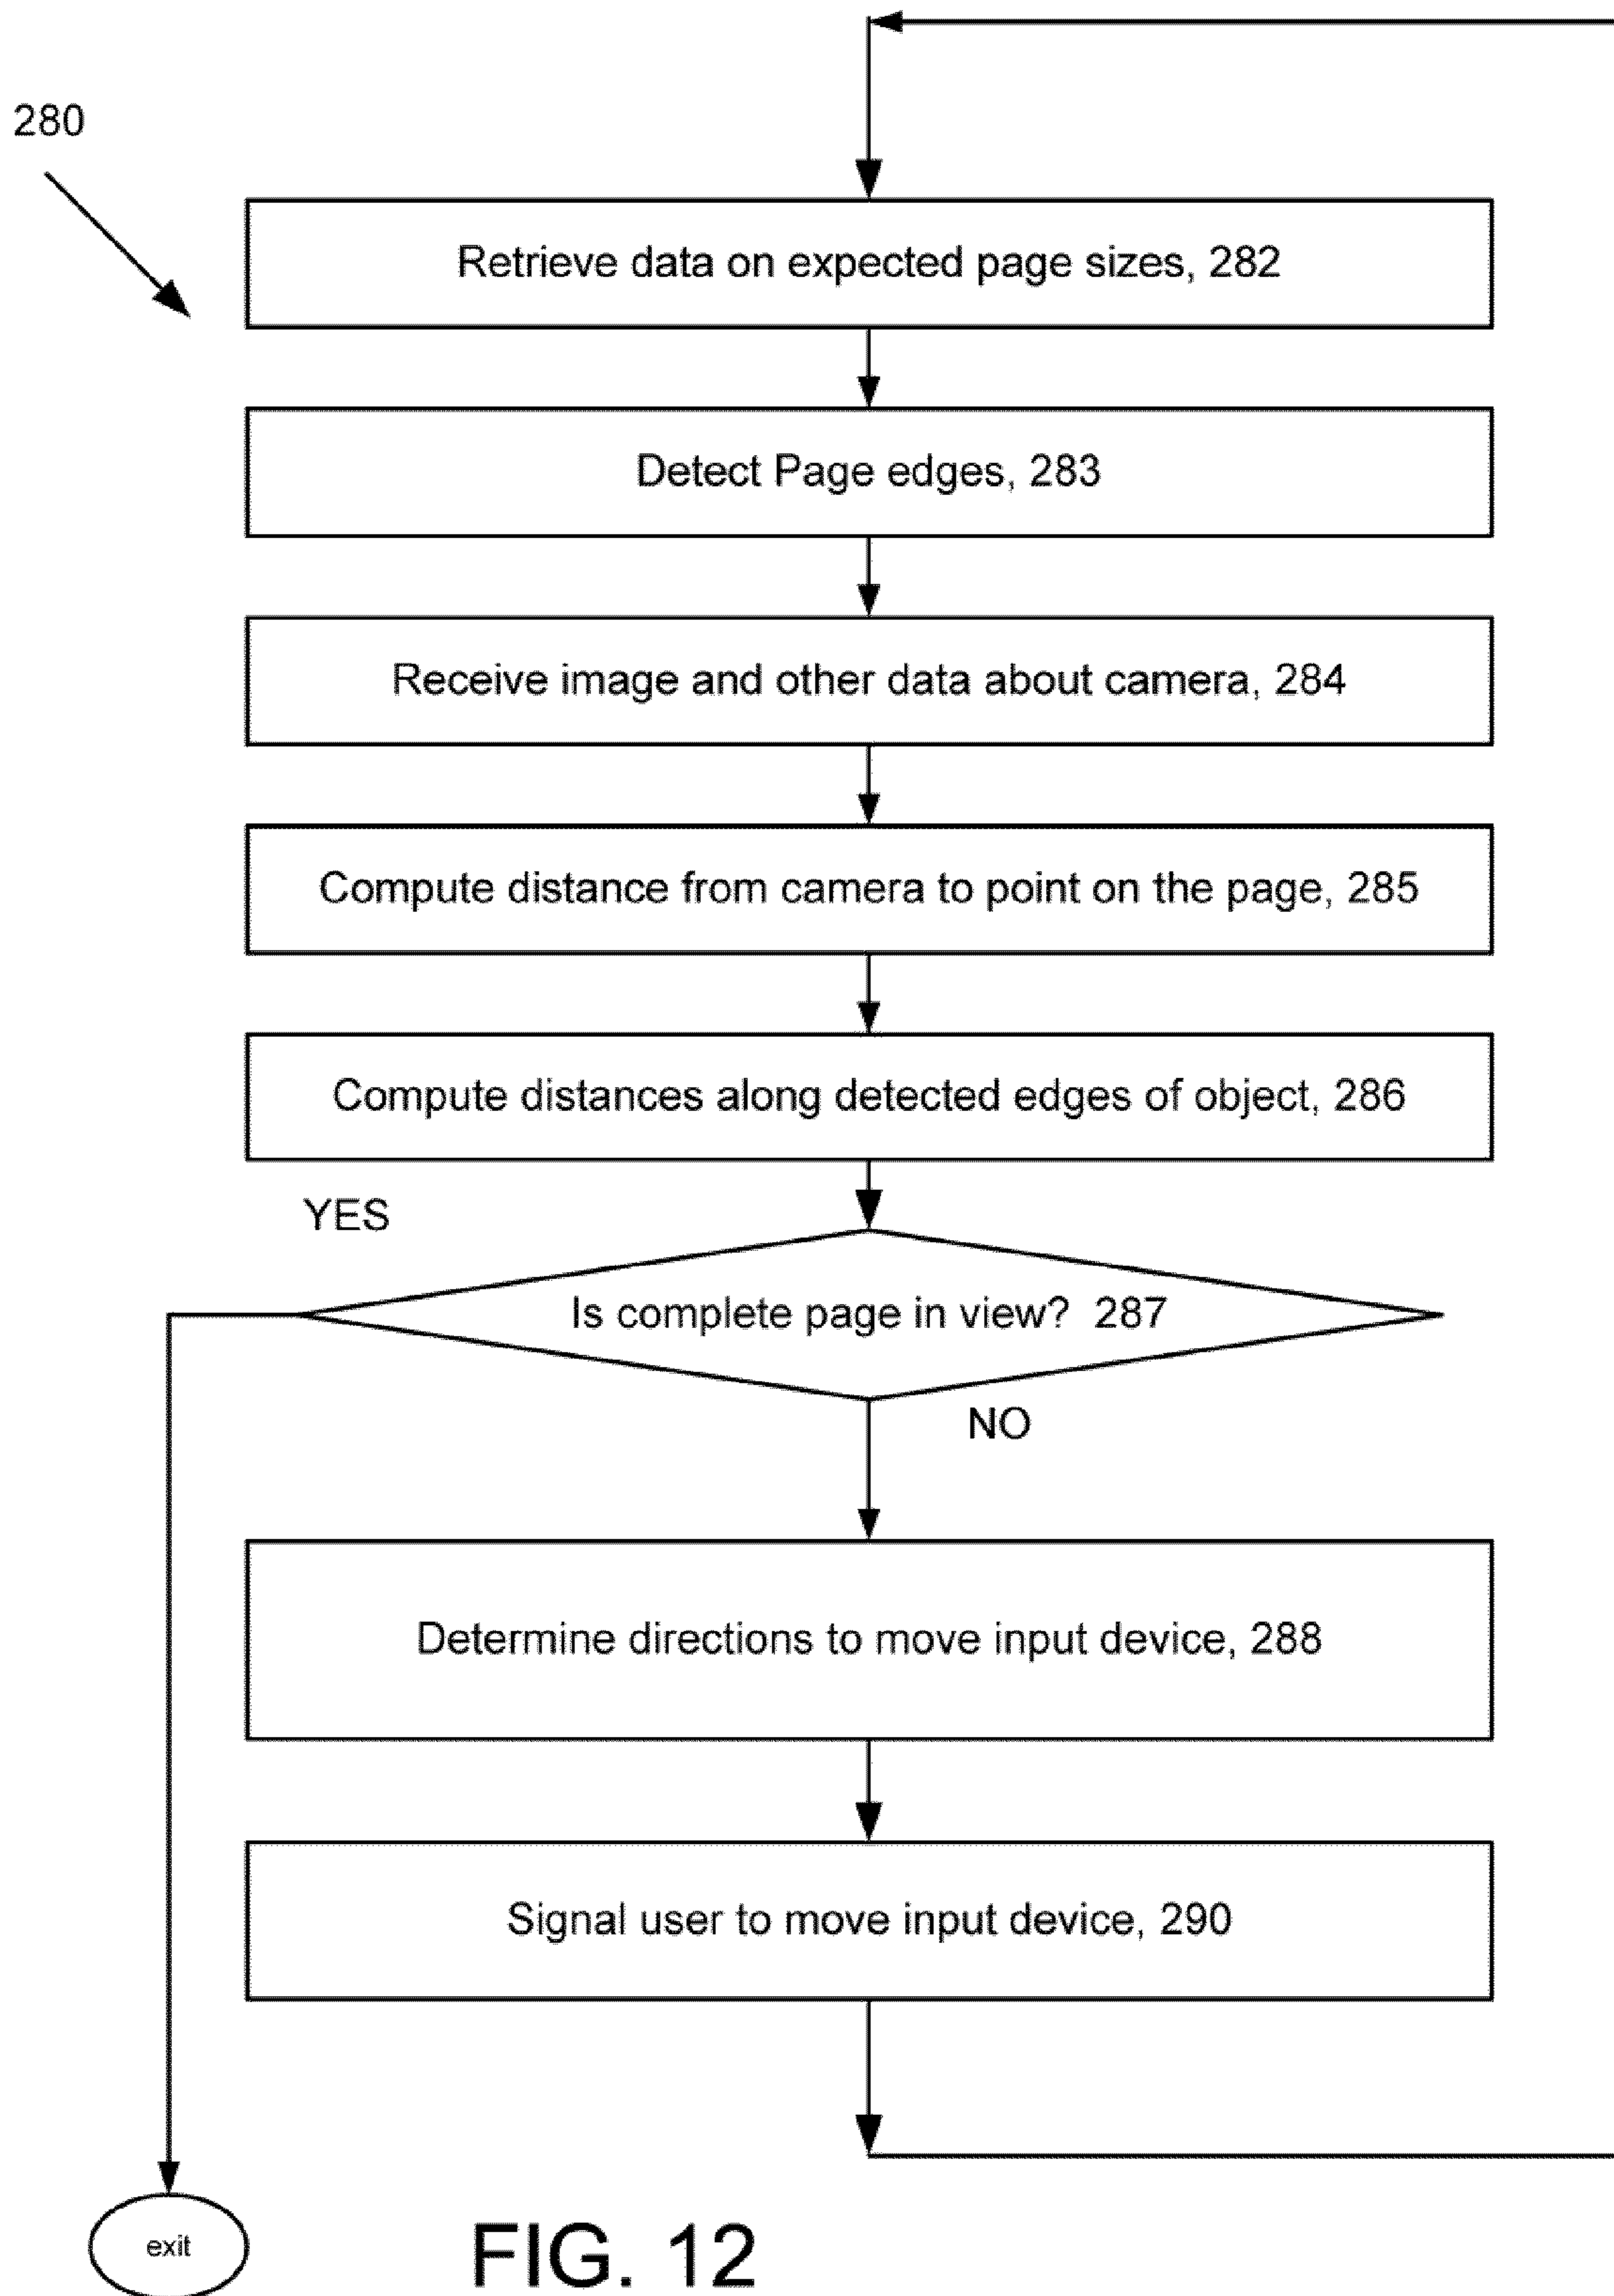 280
Retrieve data on expected page sizes, 282
Detect Page edges, 283
Receive image and other data about camera, 284
Compute distance from camera to point on the page, 285
Compute distances along detected edges of object, 286
YES
Is complete page in view? 287
NO
Determine directions to move input device, 288
Signal user to move input device, 290
exit
FIG. 12